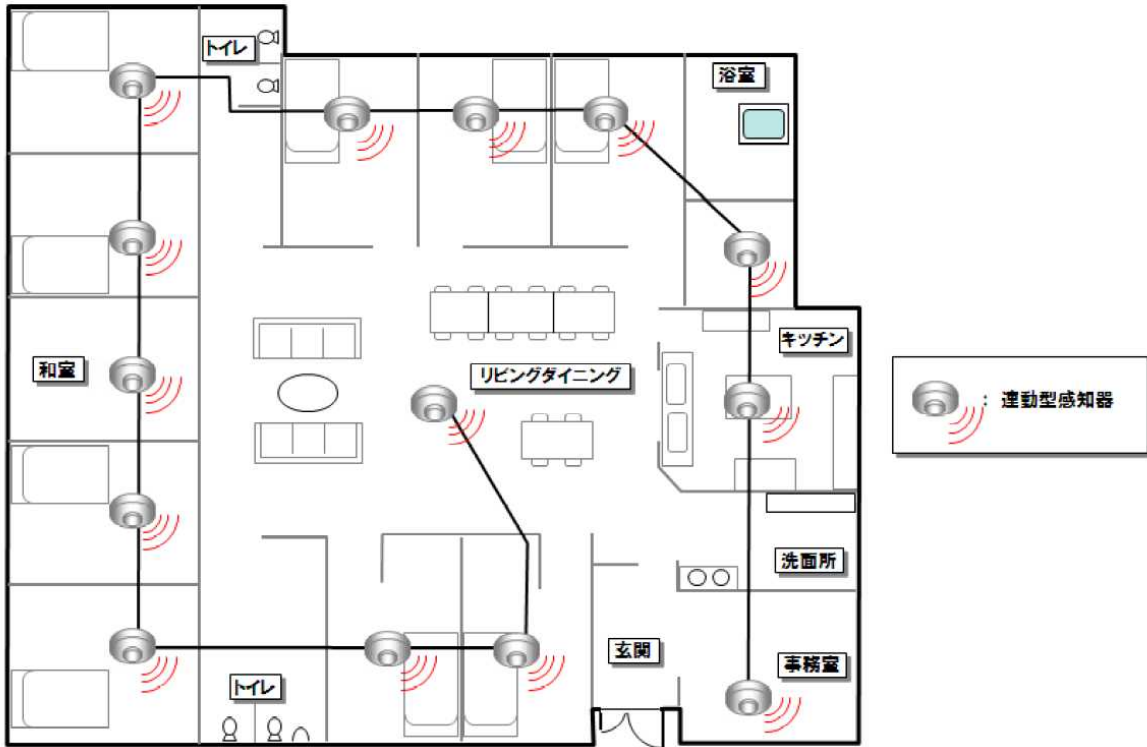 トイレ
浴室
キッチン
和室
リビングダイニング
: 連動型感知器
洗面所
玄関
事務室
トイレ